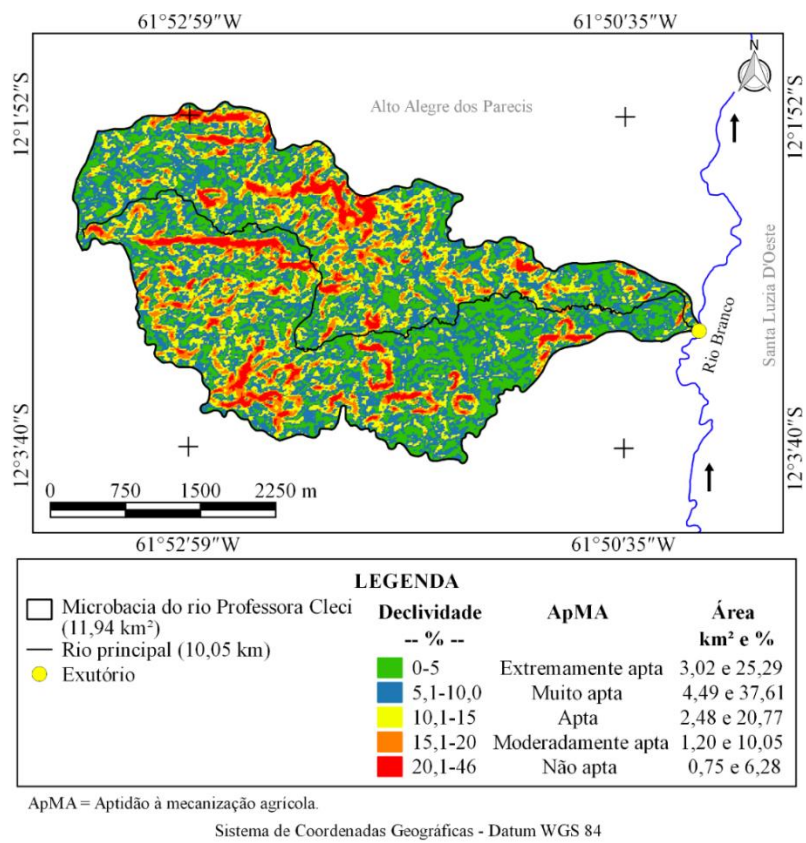 61°52'59"W 61°50'35"W
N
12°1'52"S
12°1'52"S
Alto Alegre dos Parecis
Santa Luzia D'Oeste
Rio Branco
12°3'40"S
12°3'40"S
0 750 1500 2250 m
61°52'59"W 61°50'35"W
LEGENDA
Microbacia do rio Professora Cleci
(11,94 km²)
Rio principal (10,05 km)
Exutório
Declividade ApMA Área
-- % -- km² e %
0-5 Extremamente apta 3,02 e 25,29
5,1-10,0 Muito apta 4,49 e 37,61
10,1-15 Apta 2,48 e 20,77
15,1-20 Moderadamente apta 1,20 e 10,05
20,1-46 Não apta 0,75 e 6,28
ApMA = Aptidão à mecanização agrícola.
Sistema de Coordenadas Geográficas - Datum WGS 84